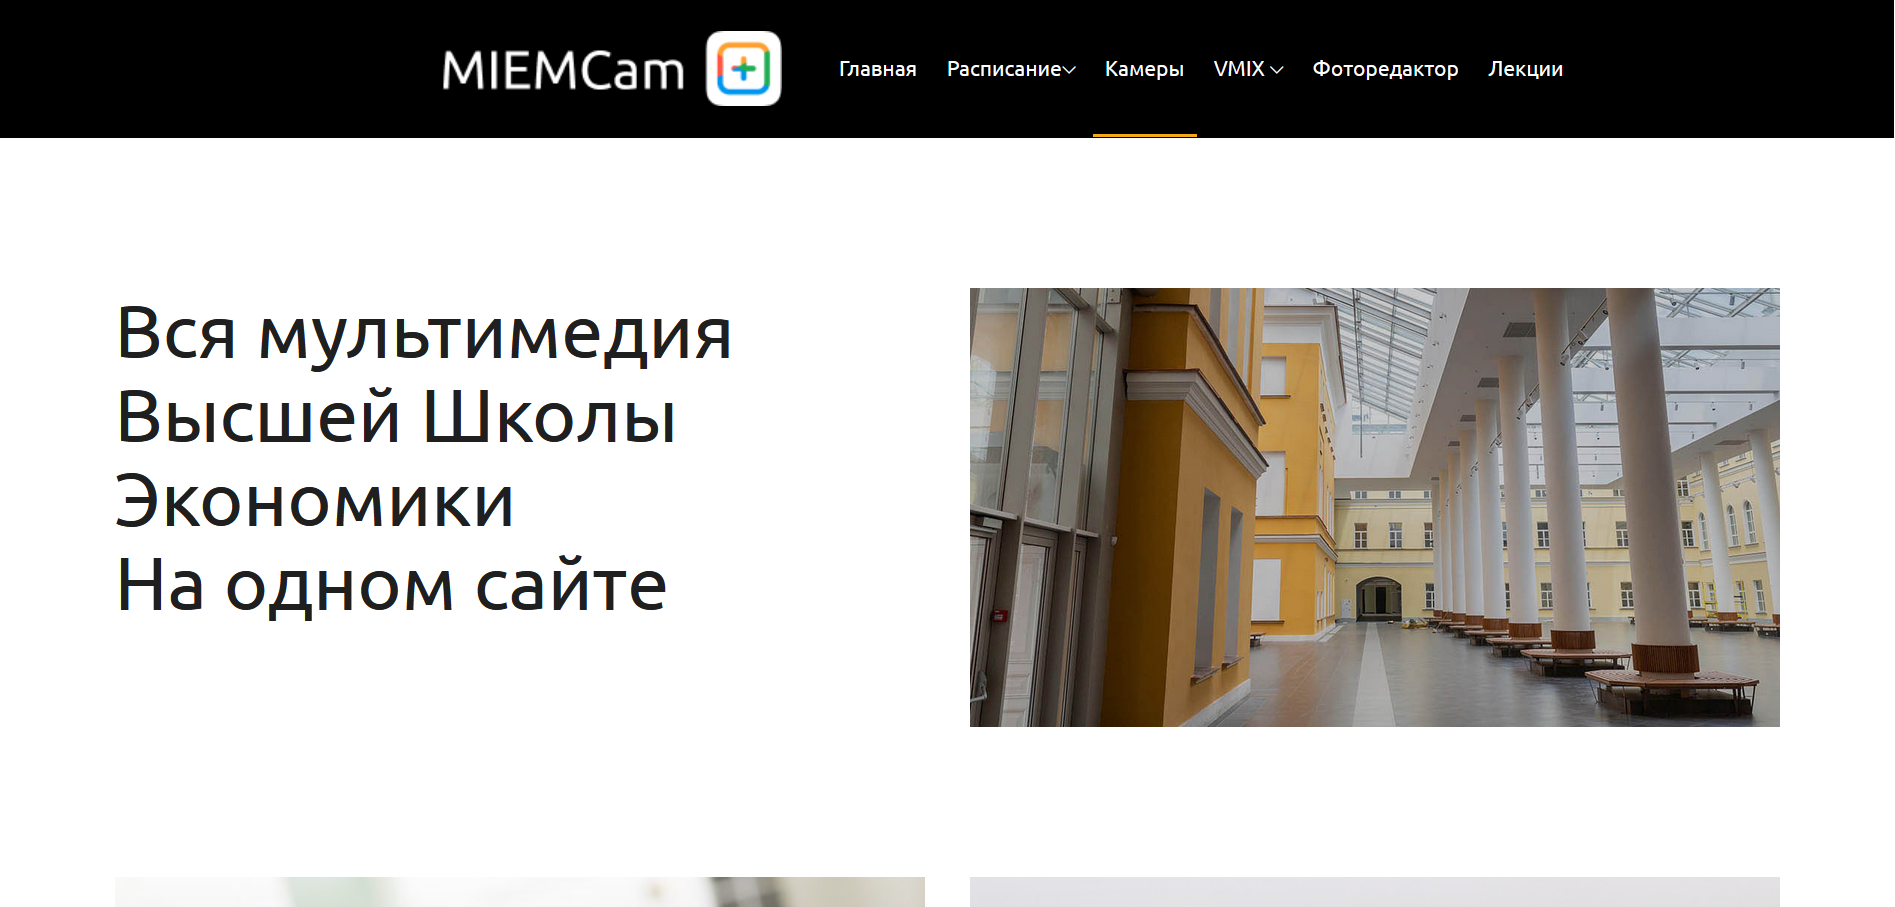 MIEMCam
Главная Расписание Камеры VMIX Фоторедактор Лекции
Вся мультимедия
Высшей Школы
Экономики
На одном сайте